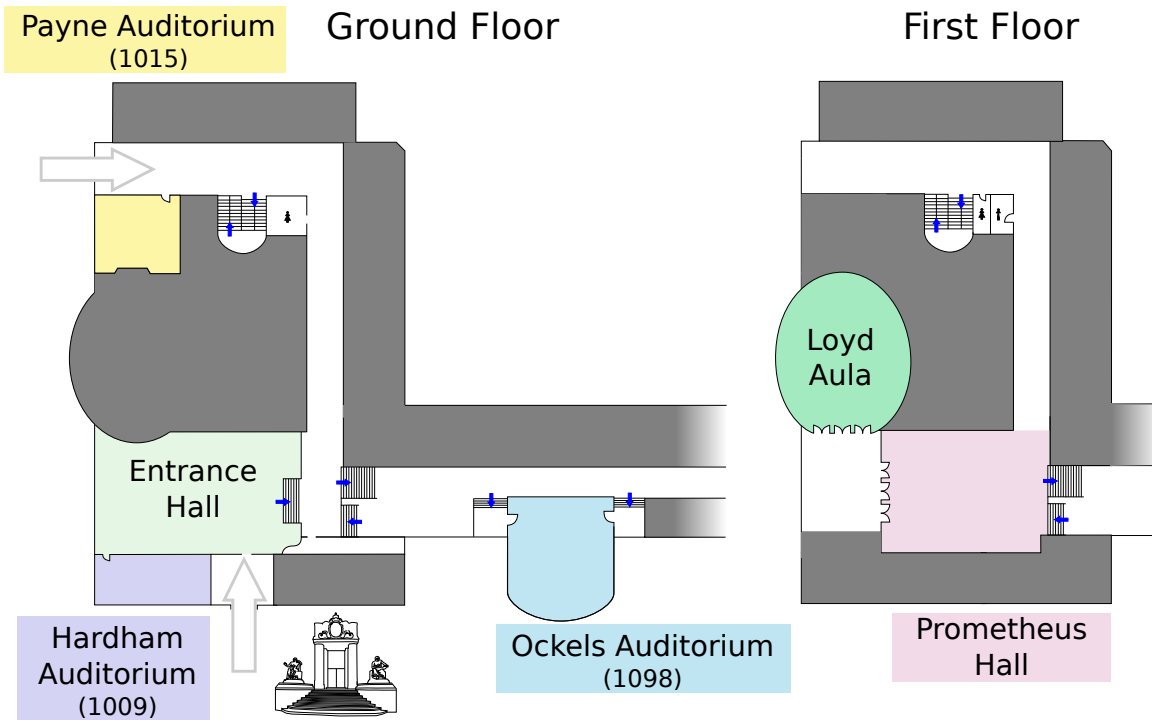 Payne Auditorium
(1015)
Ground Floor
First Floor
Loyd
Aula
Entrance
Hall
Hardham
Auditorium
(1009)
Ockels Auditorium
(1098)
Prometheus
Hall